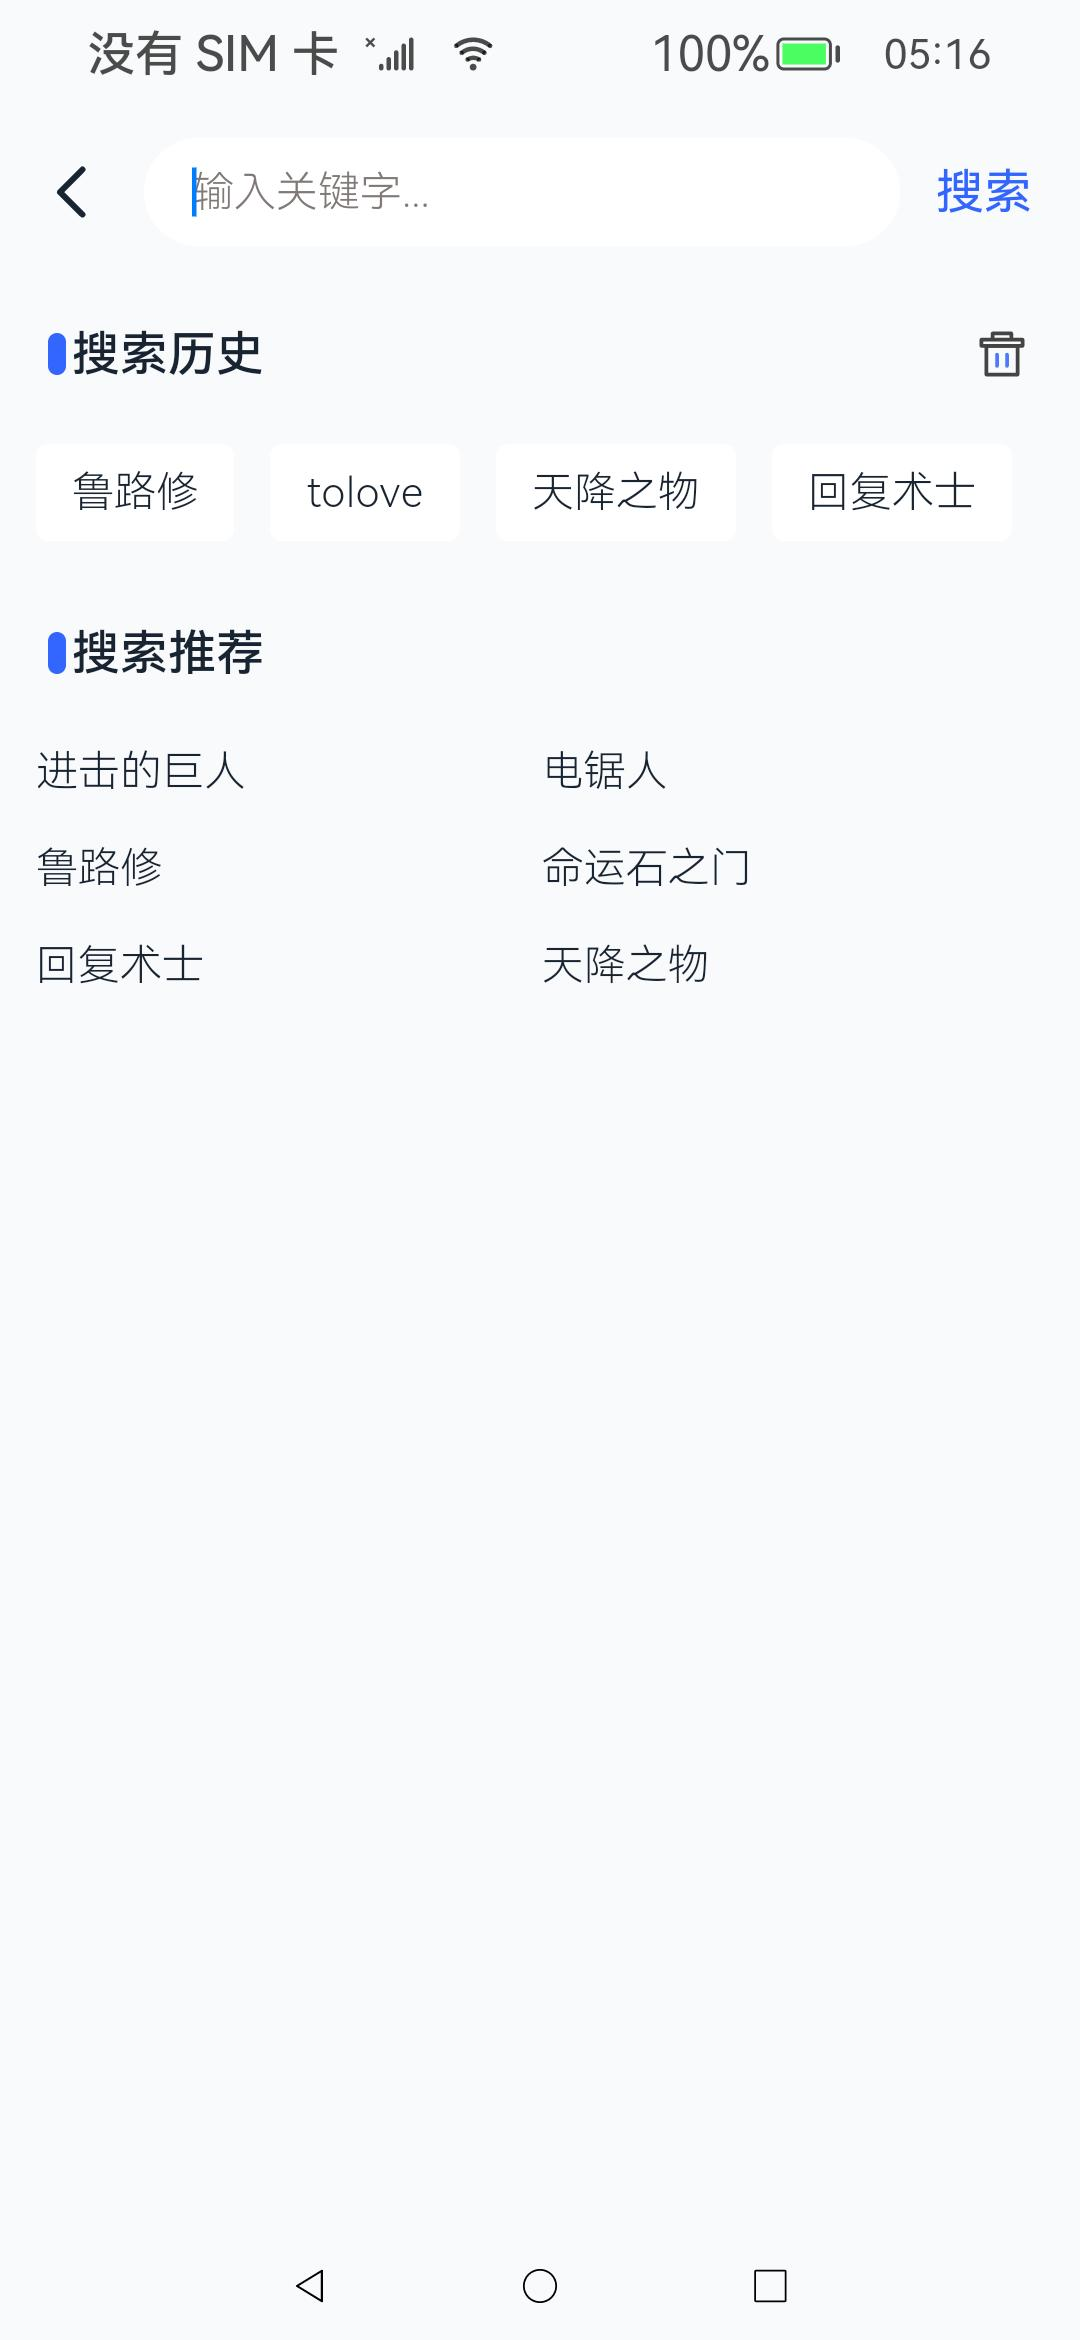 没有 SIM 卡 100% 05:16
输入关键字... 搜索
搜索历史
鲁路修 tolove 天降之物 回复术士
搜索推荐
进击的巨人 电锯人
鲁路修 命运石之门
回复术士 天降之物